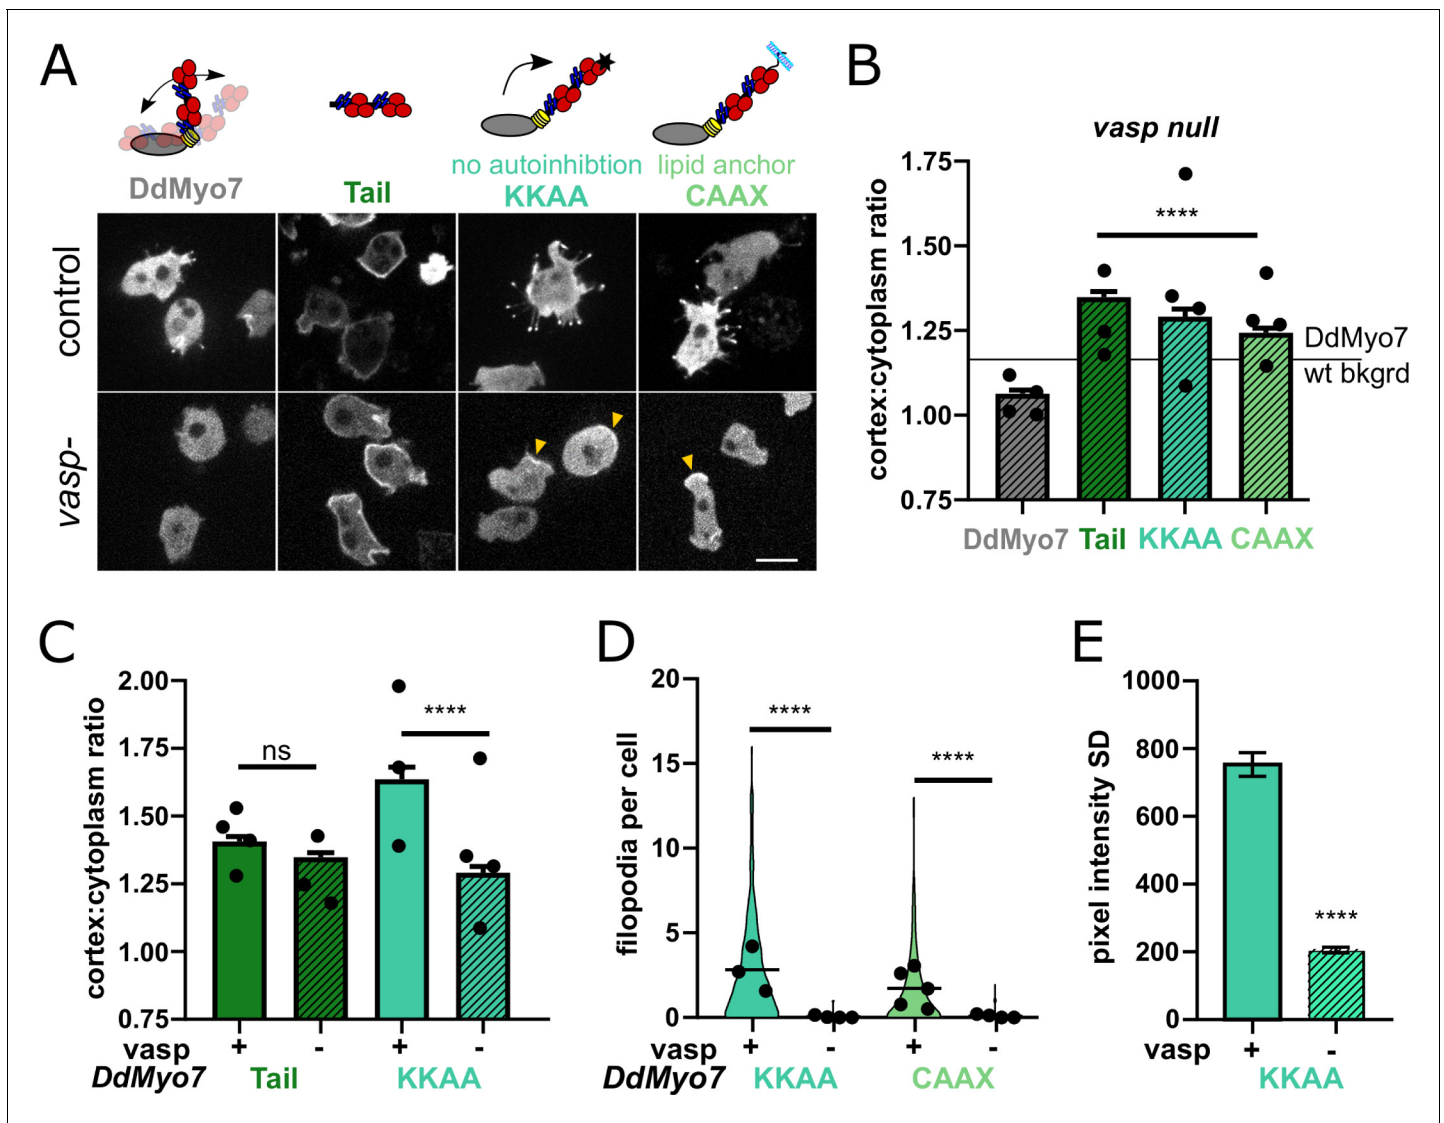 A
DdMyo7
Tail
no autoinhibtion
KKAA
lipid anchor
CAAX
control
vasp-
B
vasp null
cortex:cytoplasm ratio
1.75
1.50
1.25
1.00
0.75
****
DdMyo7
wt bkgrd
DdMyo7 Tail KKAA CAAX
C
cortex:cytoplasm ratio
2.00
1.75
1.50
1.25
1.00
0.75
ns
****
vasp + - + -
DdMyo7 Tail KKAA
D
filopodia per cell
20
15
10
5
0
****
****
vasp + - + -
DdMyo7 KKAA CAAX
E
pixel intensity SD
1000
800
600
400
200
0
****
vasp + -
KKAA